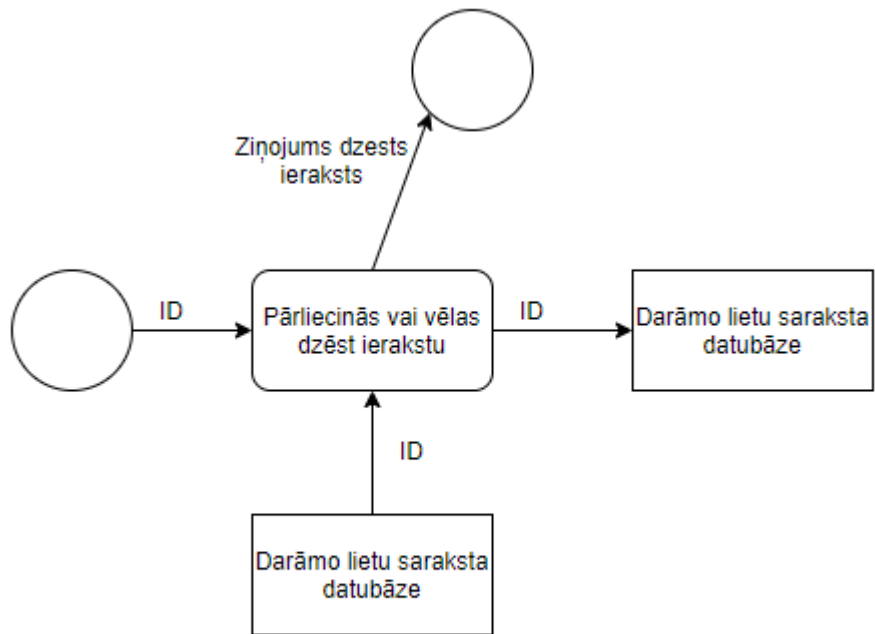 Ziņojums dzests
ieraksts
ID
Pārliecinās vai vēlas
dzēst ierakstu
ID
Darāmo lietu saraksta
datubāze
ID
Darāmo lietu saraksta
datubāze